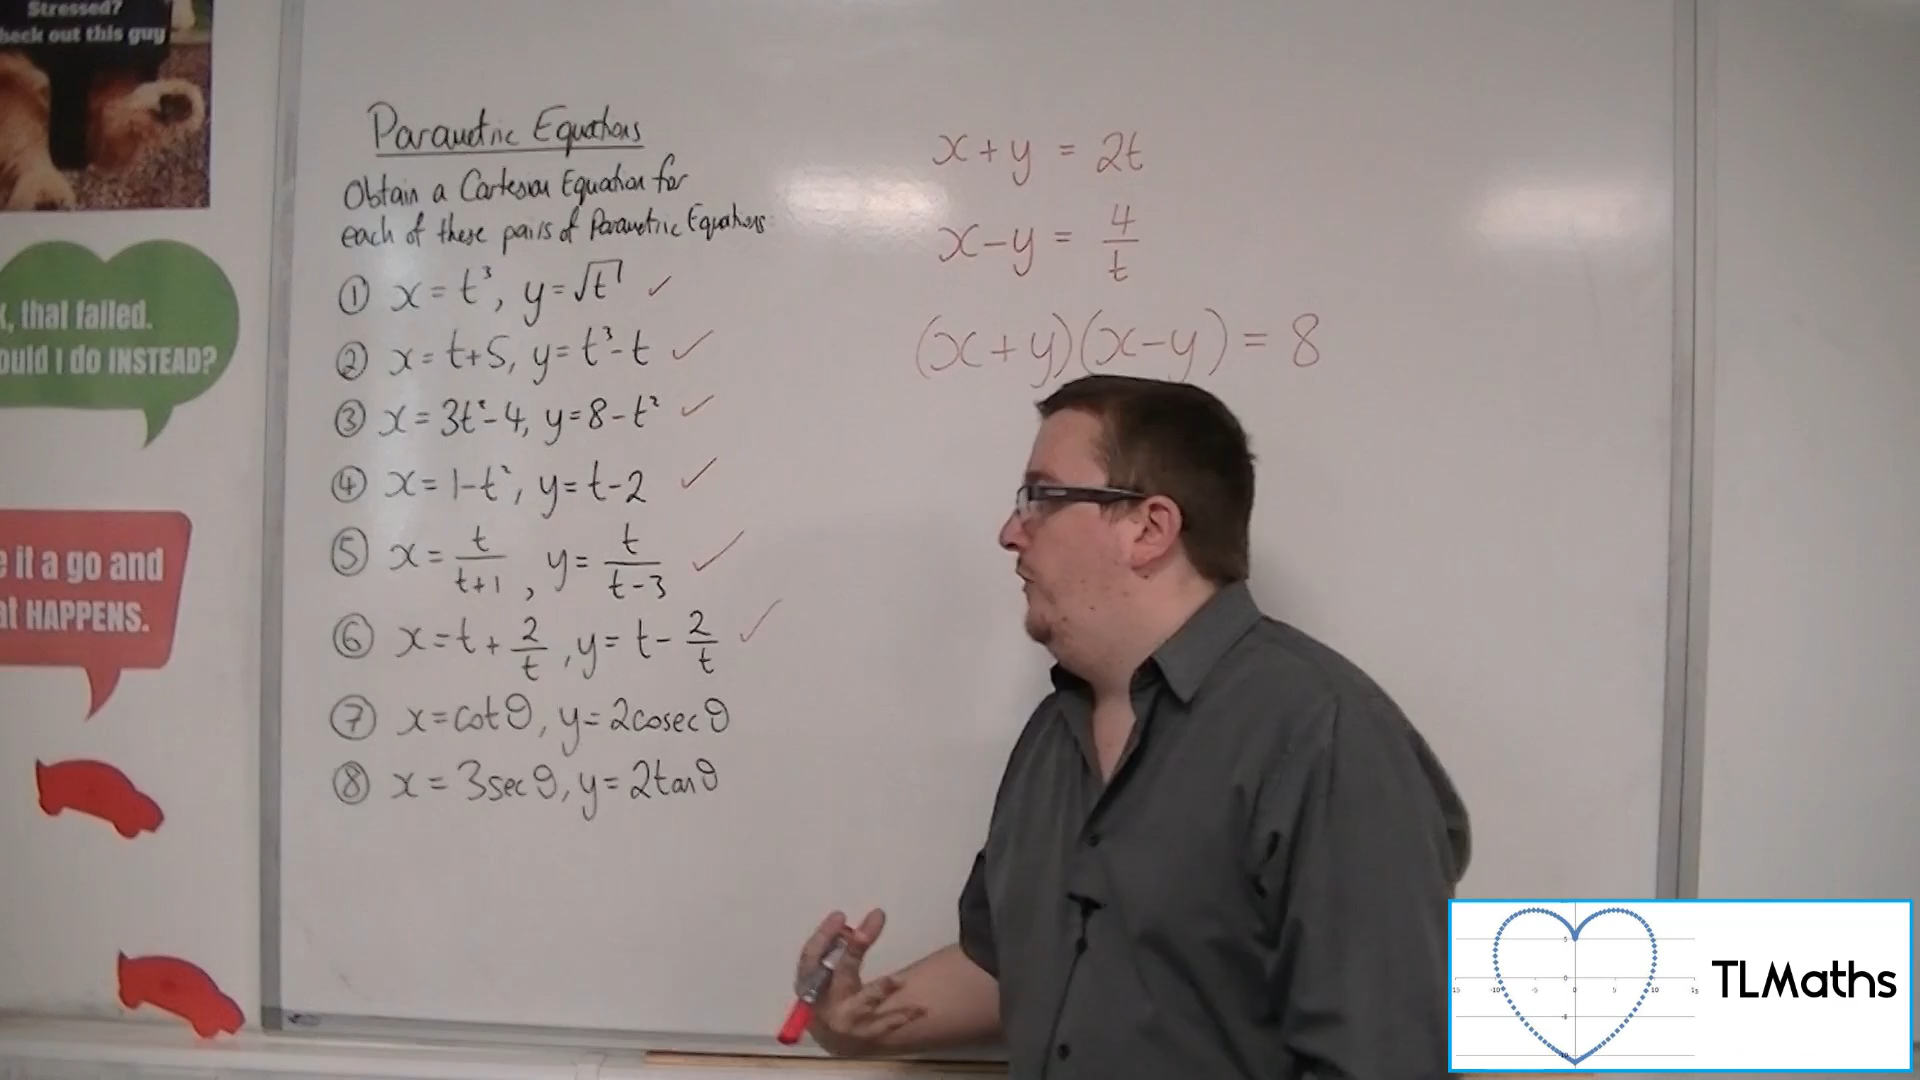 Stressed?
heck out this guy
, that failed.
ould I do INSTEAD?
it a go and
at HAPPENS.
Parametric Equations
Obtain a Cartesian Equation for
each of these pairs of Parametric Equations:
① x = t³, y = √t ✓
② x = t+5, y = t³-t ✓
③ x = 3t²-4, y = 8-t² ✓
④ x = 1-t², y = t-2 ✓
⑤ x = t/(t+1), y = t/(t-3) ✓
⑥ x = t + 2/t, y = t - 2/t ✓
⑦ x = cotθ, y = 2cosecθ
⑧ x = 3secθ, y = 2tanθ
x+y = 2t
x-y = 4/t
(x+y)(x-y) = 8
TLMaths